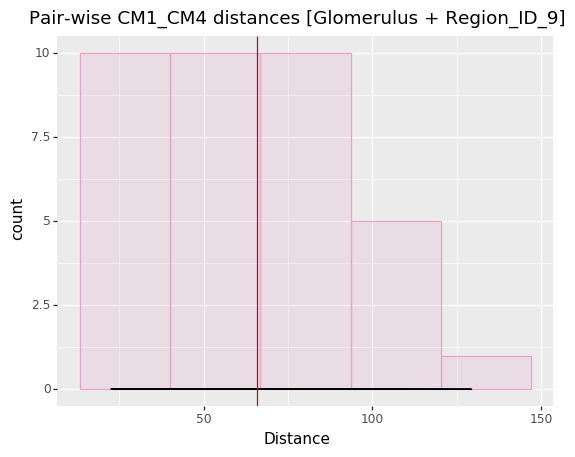 Pair-wise CM1_CM4 distances [Glomerulus + Region_ID_9]
10
7.5
5
2.5
0
count
50
100
150
Distance